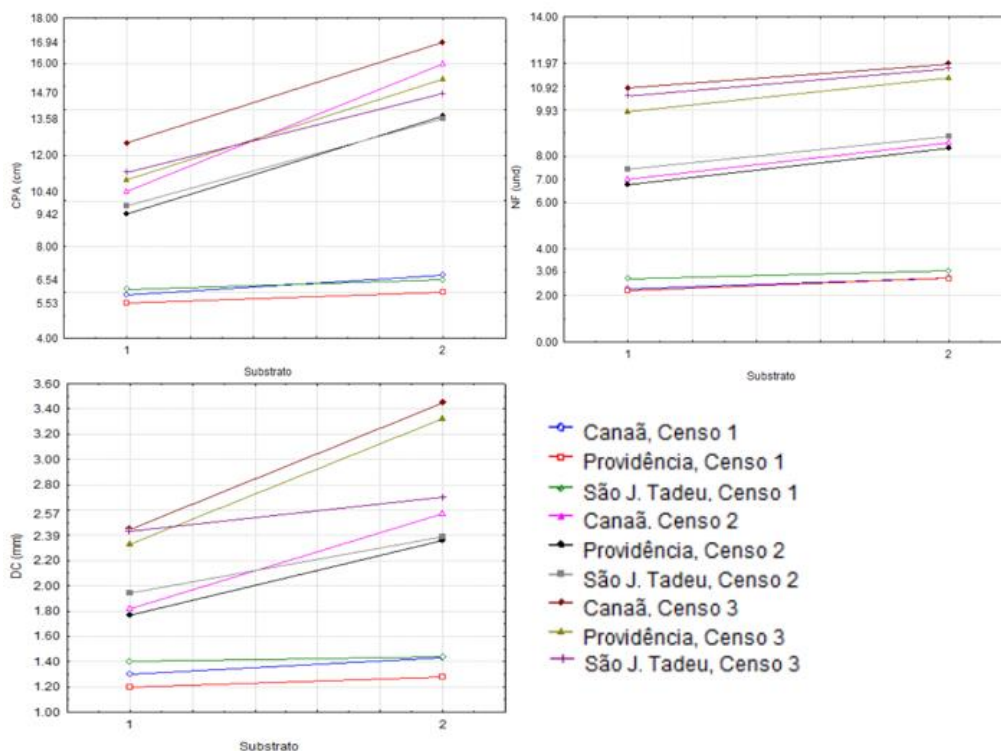 CPA (cm)
18.00
16.94
16.00
14.70
13.58
12.00
10.40
9.42
8.00
6.54
5.53
4.00
1
2
Substrato
NF (und)
14.00
11.97
10.92
9.93
8.00
7.00
6.00
4.00
3.06
2.00
0.00
1
2
Substrato
DC (mm)
3.60
3.40
3.20
3.00
2.80
2.57
2.39
2.20
2.00
1.80
1.60
1.40
1.20
1.00
1
2
Substrato
Canaã, Censo 1
Providência, Censo 1
São J. Tadeu, Censo 1
Canaã, Censo 2
Providência, Censo 2
São J. Tadeu, Censo 2
Canaã, Censo 3
Providência, Censo 3
São J. Tadeu, Censo 3